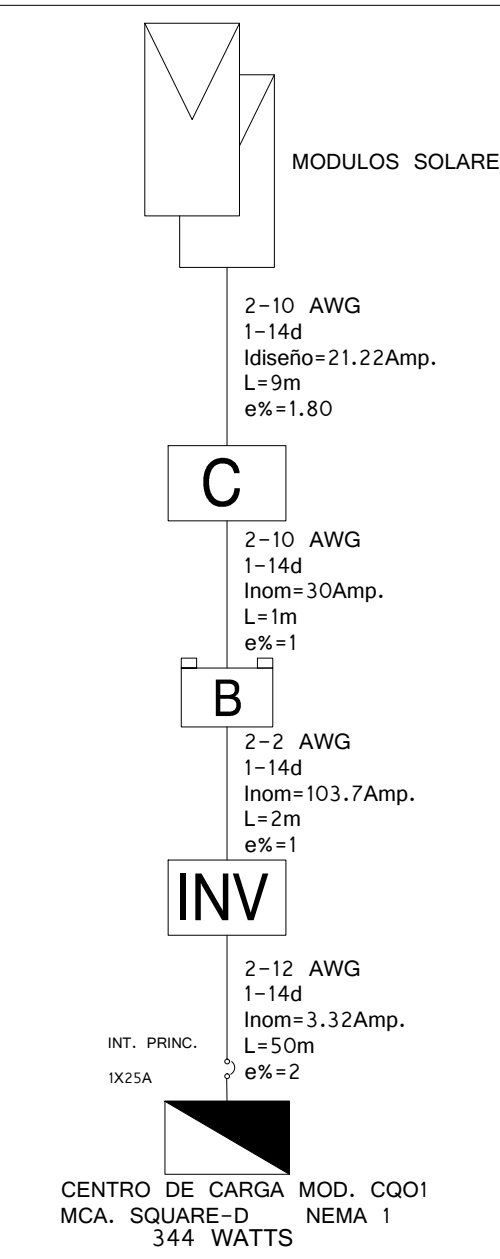 MODULOS SOLARE
2-10 AWG
1-14d
Idiseño=21.22Amp.
L=9m
e%=1.80
C
2-10 AWG
1-14d
Inom=30Amp.
L=1m
e%=1
B
2-2 AWG
1-14d
Inom=103.7Amp.
L=2m
e%=1
INV
2-12 AWG
1-14d
Inom=3.32Amp.
L=50m
e%=2
INT. PRINC.
1X25A
CENTRO DE CARGA MOD. CQO1
MCA. SQUARE-D NEMA 1
344 WATTS